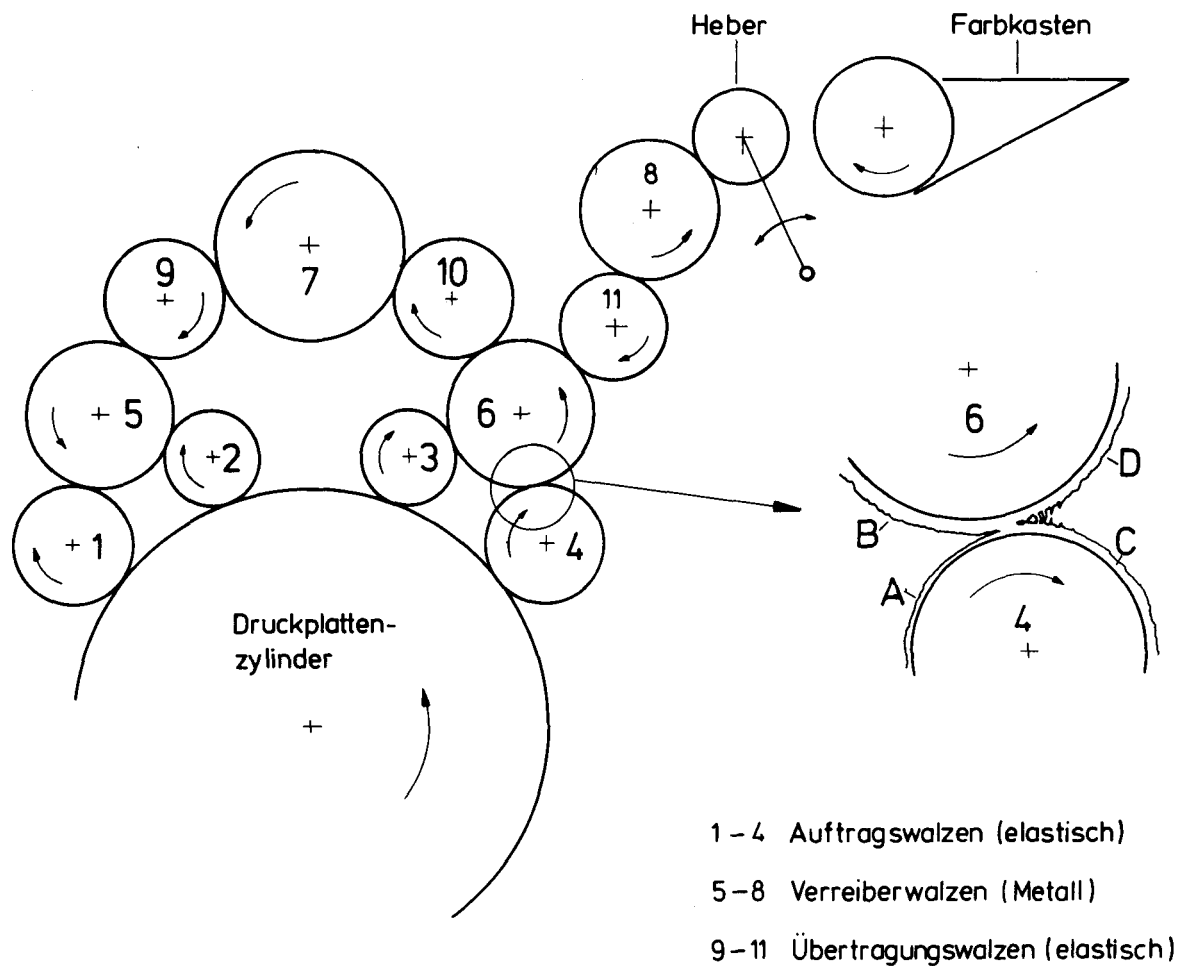 Heber
Farbkasten
8
7
9
10
11
5
2
3
6
1
4
6
D
B
C
A
4
Druckplatten-
zylinder
1–4 Auftragswalzen (elastisch)
5–8 Verreiberwalzen (Metall)
9–11 Übertragungswalzen (elastisch)